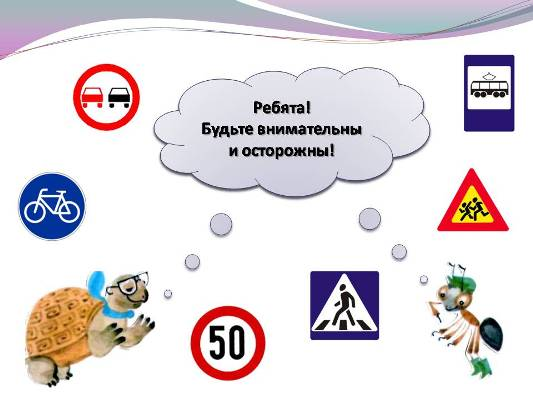 Ребята!
Будьте внимательны
и осторожны!
50